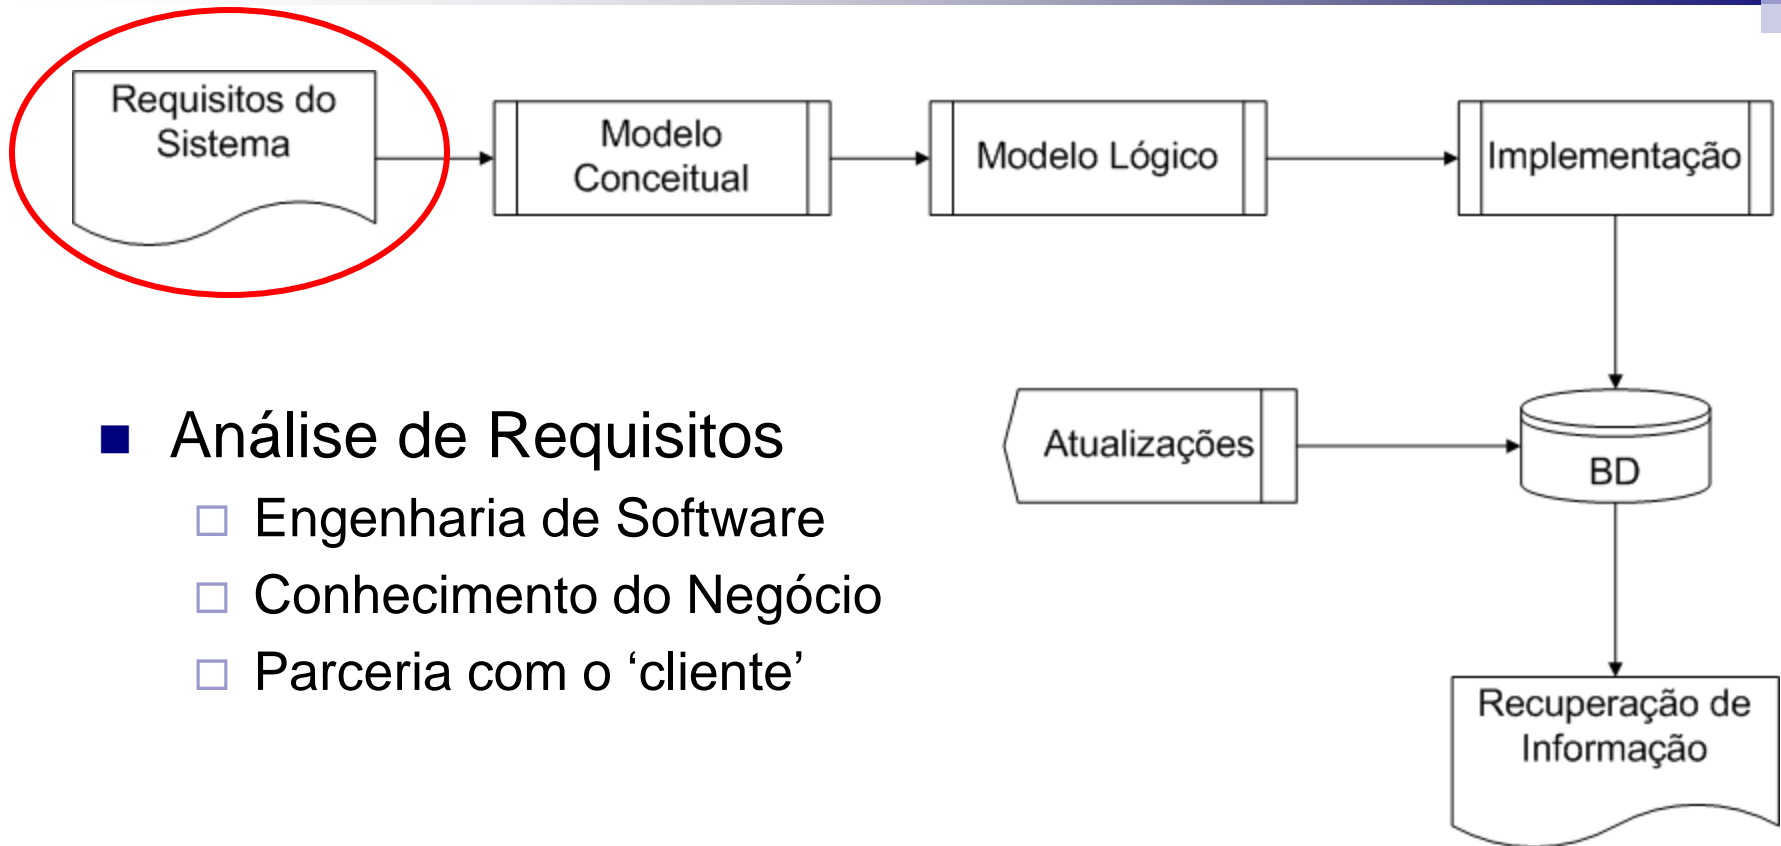 Requisitos do
Sistema
Modelo
Conceitual
Modelo Lógico
Implementação
Análise de Requisitos
Engenharia de Software
Conhecimento do Negócio
Parceria com o ‘cliente’
Atualizações
BD
Recuperação de
Informação